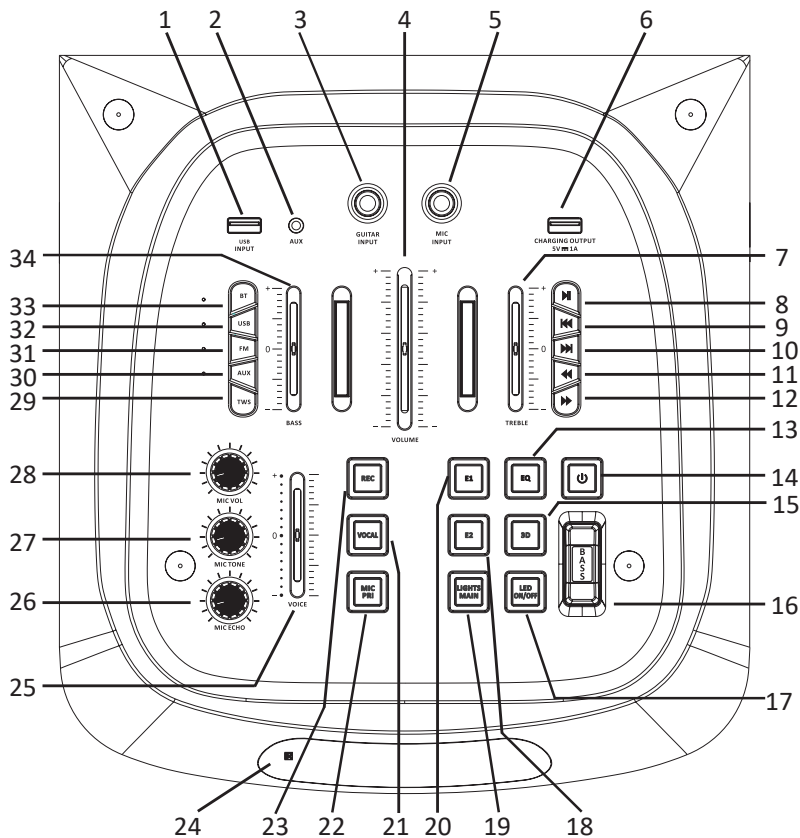 1 2 3 4 5 6
USB
INPUT
AUX
GUITAR
INPUT
MIC
INPUT
CHARGING OUTPUT
5V⎓1A
34
7
+ + + +
BT
33
8
USB
32
9
FM
31
0
0
10
AUX
30
11
TWS
29
12
- - - -
BASS
TREBLE
VOLUME
13
28
MIC VOL
+
REC
E1
EQ
14
15
27
MIC TONE
0
VOCAL
E2
3D
BASS
26
MIC ECHO
-
VOICE
MIC
PRI
LIGHTS
MAIN
LED
ON/OFF
16
25
17
24 23 22 21 20 19 18